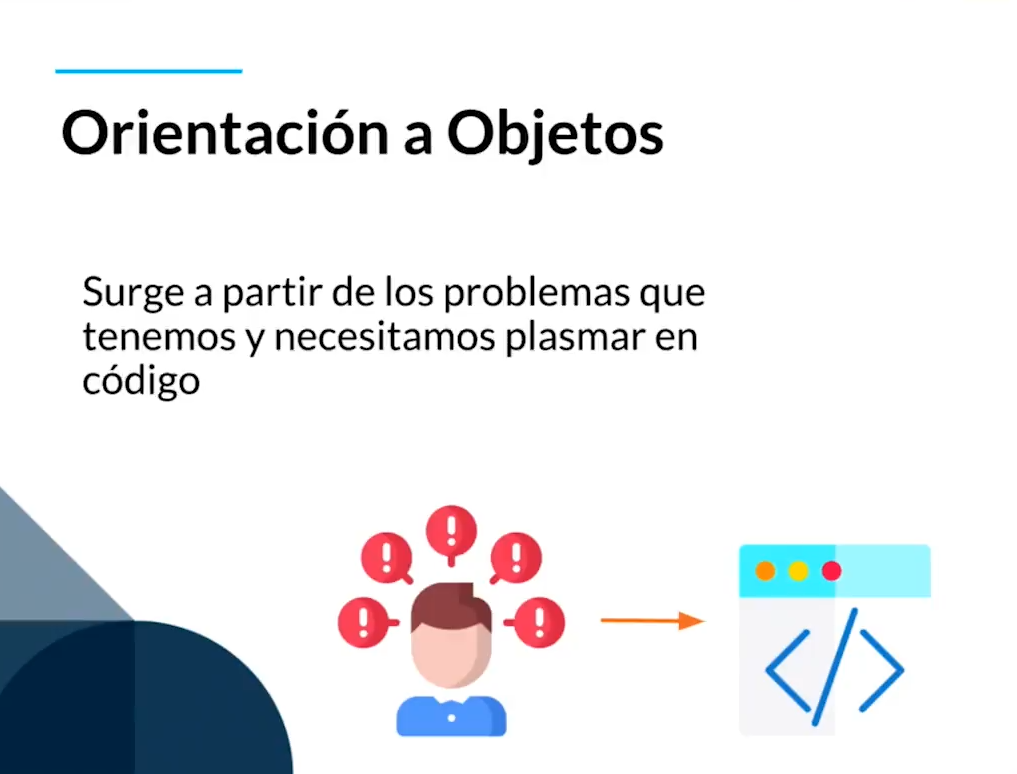 Orientación a Objetos
Surge a partir de los problemas que
tenemos y necesitamos plasmar en
código